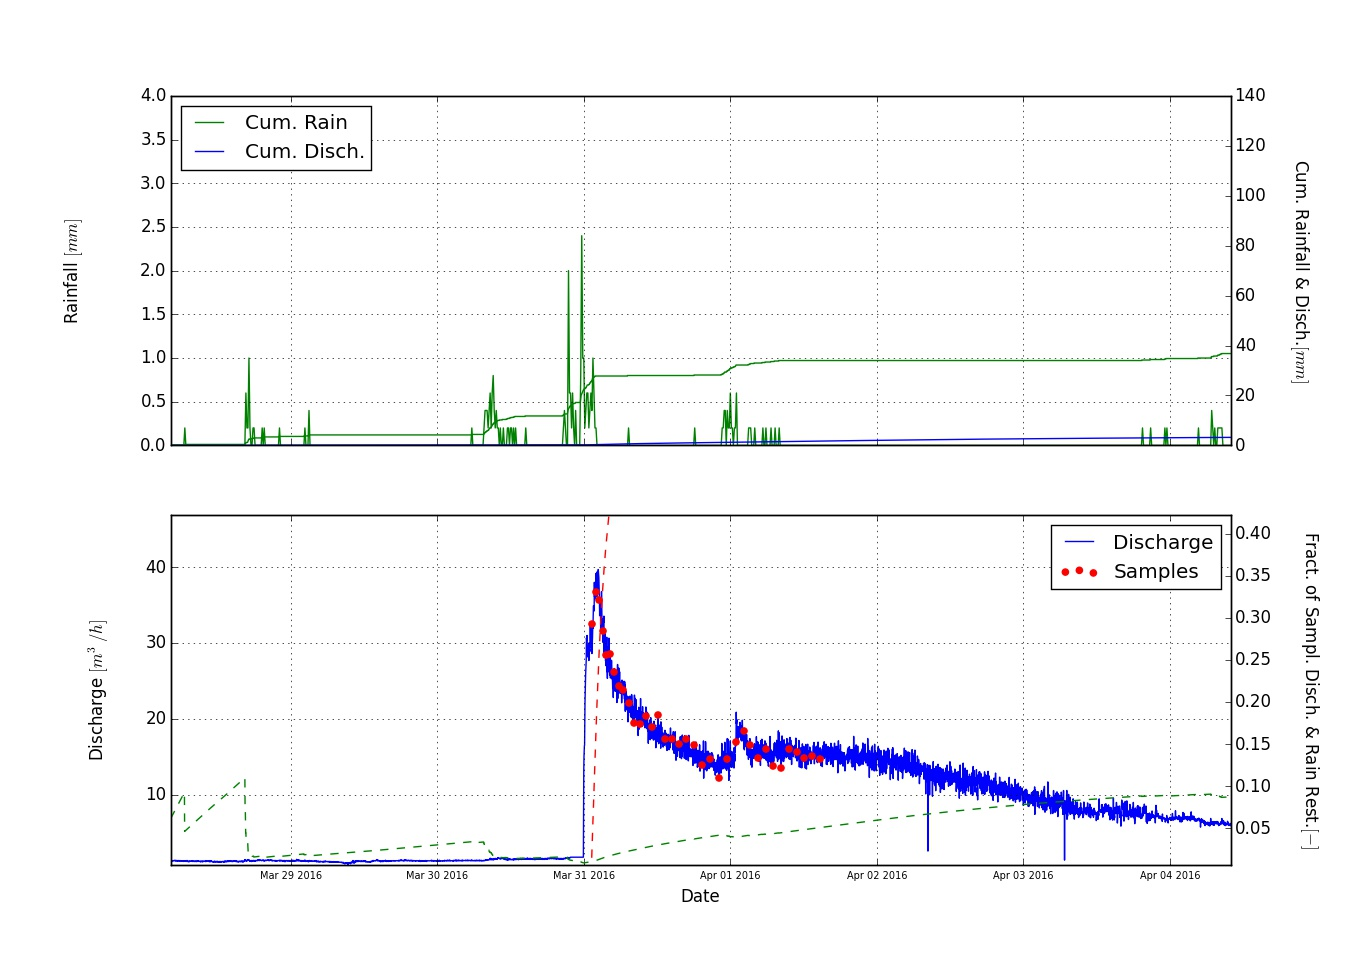 Cum. Rain
Cum. Disch.
4.0
3.5
3.0
2.5
2.0
1.5
1.0
0.5
0.0
Rainfall [mm]
140
120
100
80
60
40
20
0
Cum. Rainfall & Disch.[mm]
Discharge
Samples
40
30
20
10
Discharge [m³ /h]
0.40
0.35
0.30
0.25
0.20
0.15
0.10
0.05
Fract. of Sampl. Disch. & Rain Rest.[−]
Mar 29 2016 Mar 30 2016 Mar 31 2016 Apr 01 2016 Apr 02 2016 Apr 03 2016 Apr 04 2016
Date